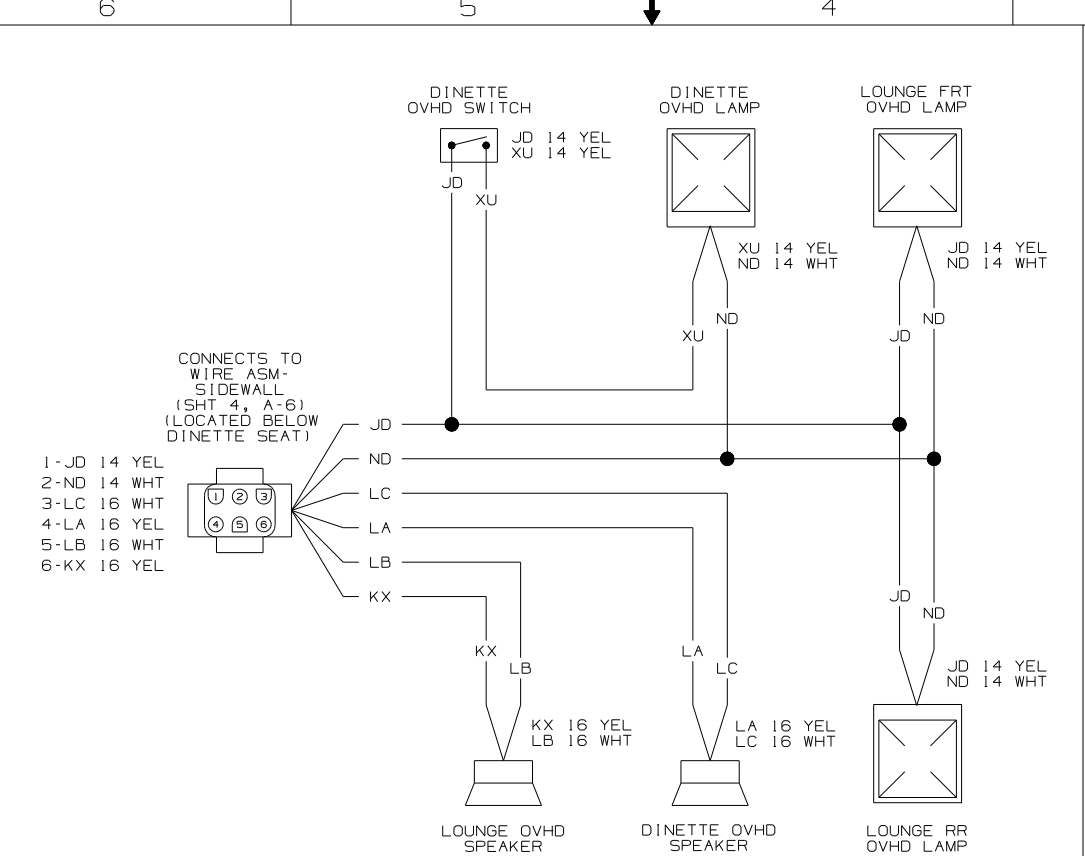 6 5 4
DINETTE
OVHD SWITCH
JD 14 YEL
XU 14 YEL
JD
XU
DINETTE
OVHD LAMP
XU 14 YEL
ND 14 WHT
ND
XU
LOUNGE FRT
OVHD LAMP
JD 14 YEL
ND 14 WHT
ND
JD
CONNECTS TO
WIRE ASM-
SIDEWALL
(SHT 4, A-6)
(LOCATED BELOW
DINETTE SEAT)
1-JD 14 YEL
2-ND 14 WHT
3-LC 16 WHT
4-LA 16 YEL
5-LB 16 WHT
6-KX 16 YEL
1 2 3
4 5 6
JD
ND
LC
LA
LB
KX
JD
ND
KX
LB
LA
LC
KX 16 YEL
LB 16 WHT
LOUNGE OVHD
SPEAKER
LA 16 YEL
LC 16 WHT
DINETTE OVHD
SPEAKER
JD 14 YEL
ND 14 WHT
LOUNGE RR
OVHD LAMP